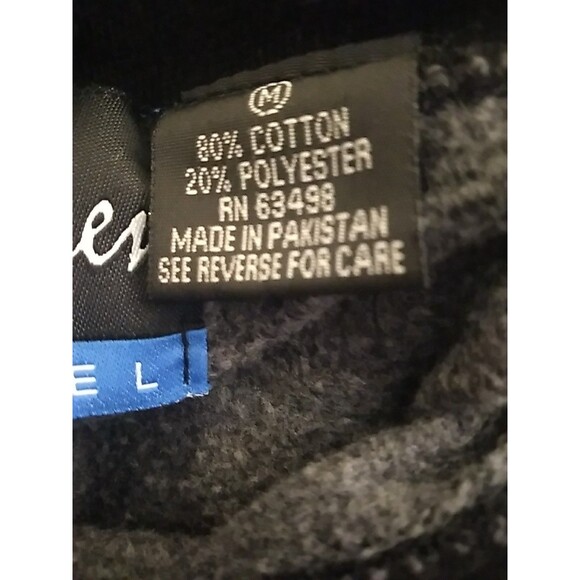 M
80% COTTON
20% POLYESTER
RN 63498
MADE IN PAKISTAN
SEE REVERSE FOR CARE
E L